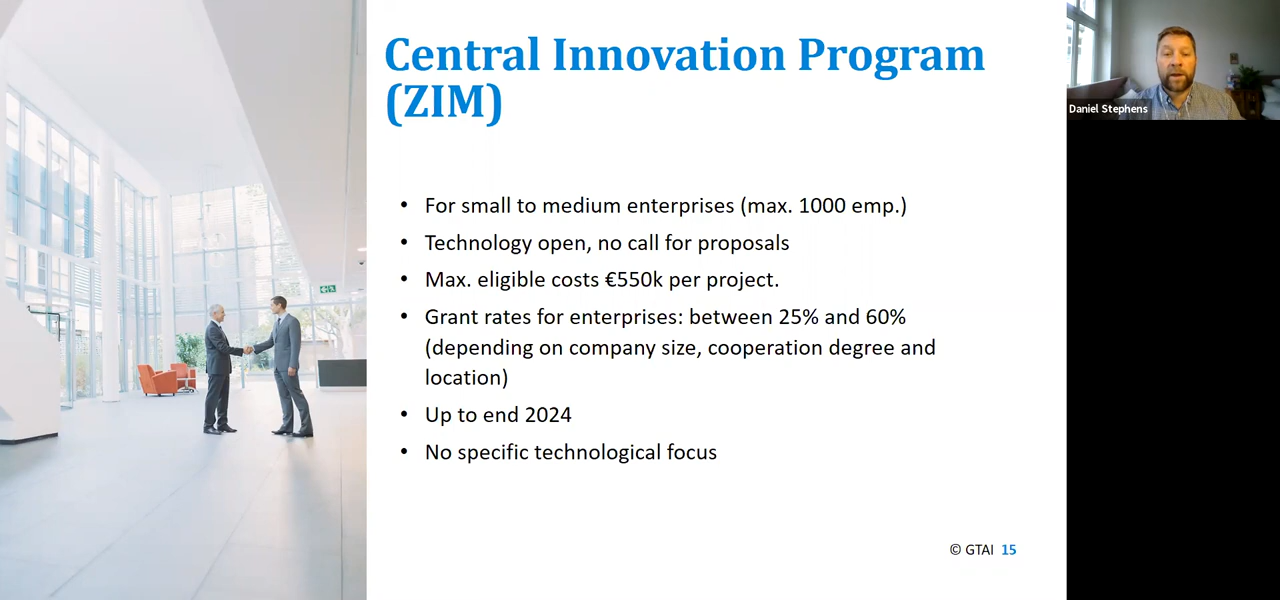 Central Innovation Program
(ZIM)
• For small to medium enterprises (max. 1000 emp.)
• Technology open, no call for proposals
• Max. eligible costs €550k per project.
• Grant rates for enterprises: between 25% and 60%
(depending on company size, cooperation degree and
location)
• Up to end 2024
• No specific technological focus
© GTAI 15
Daniel Stephens